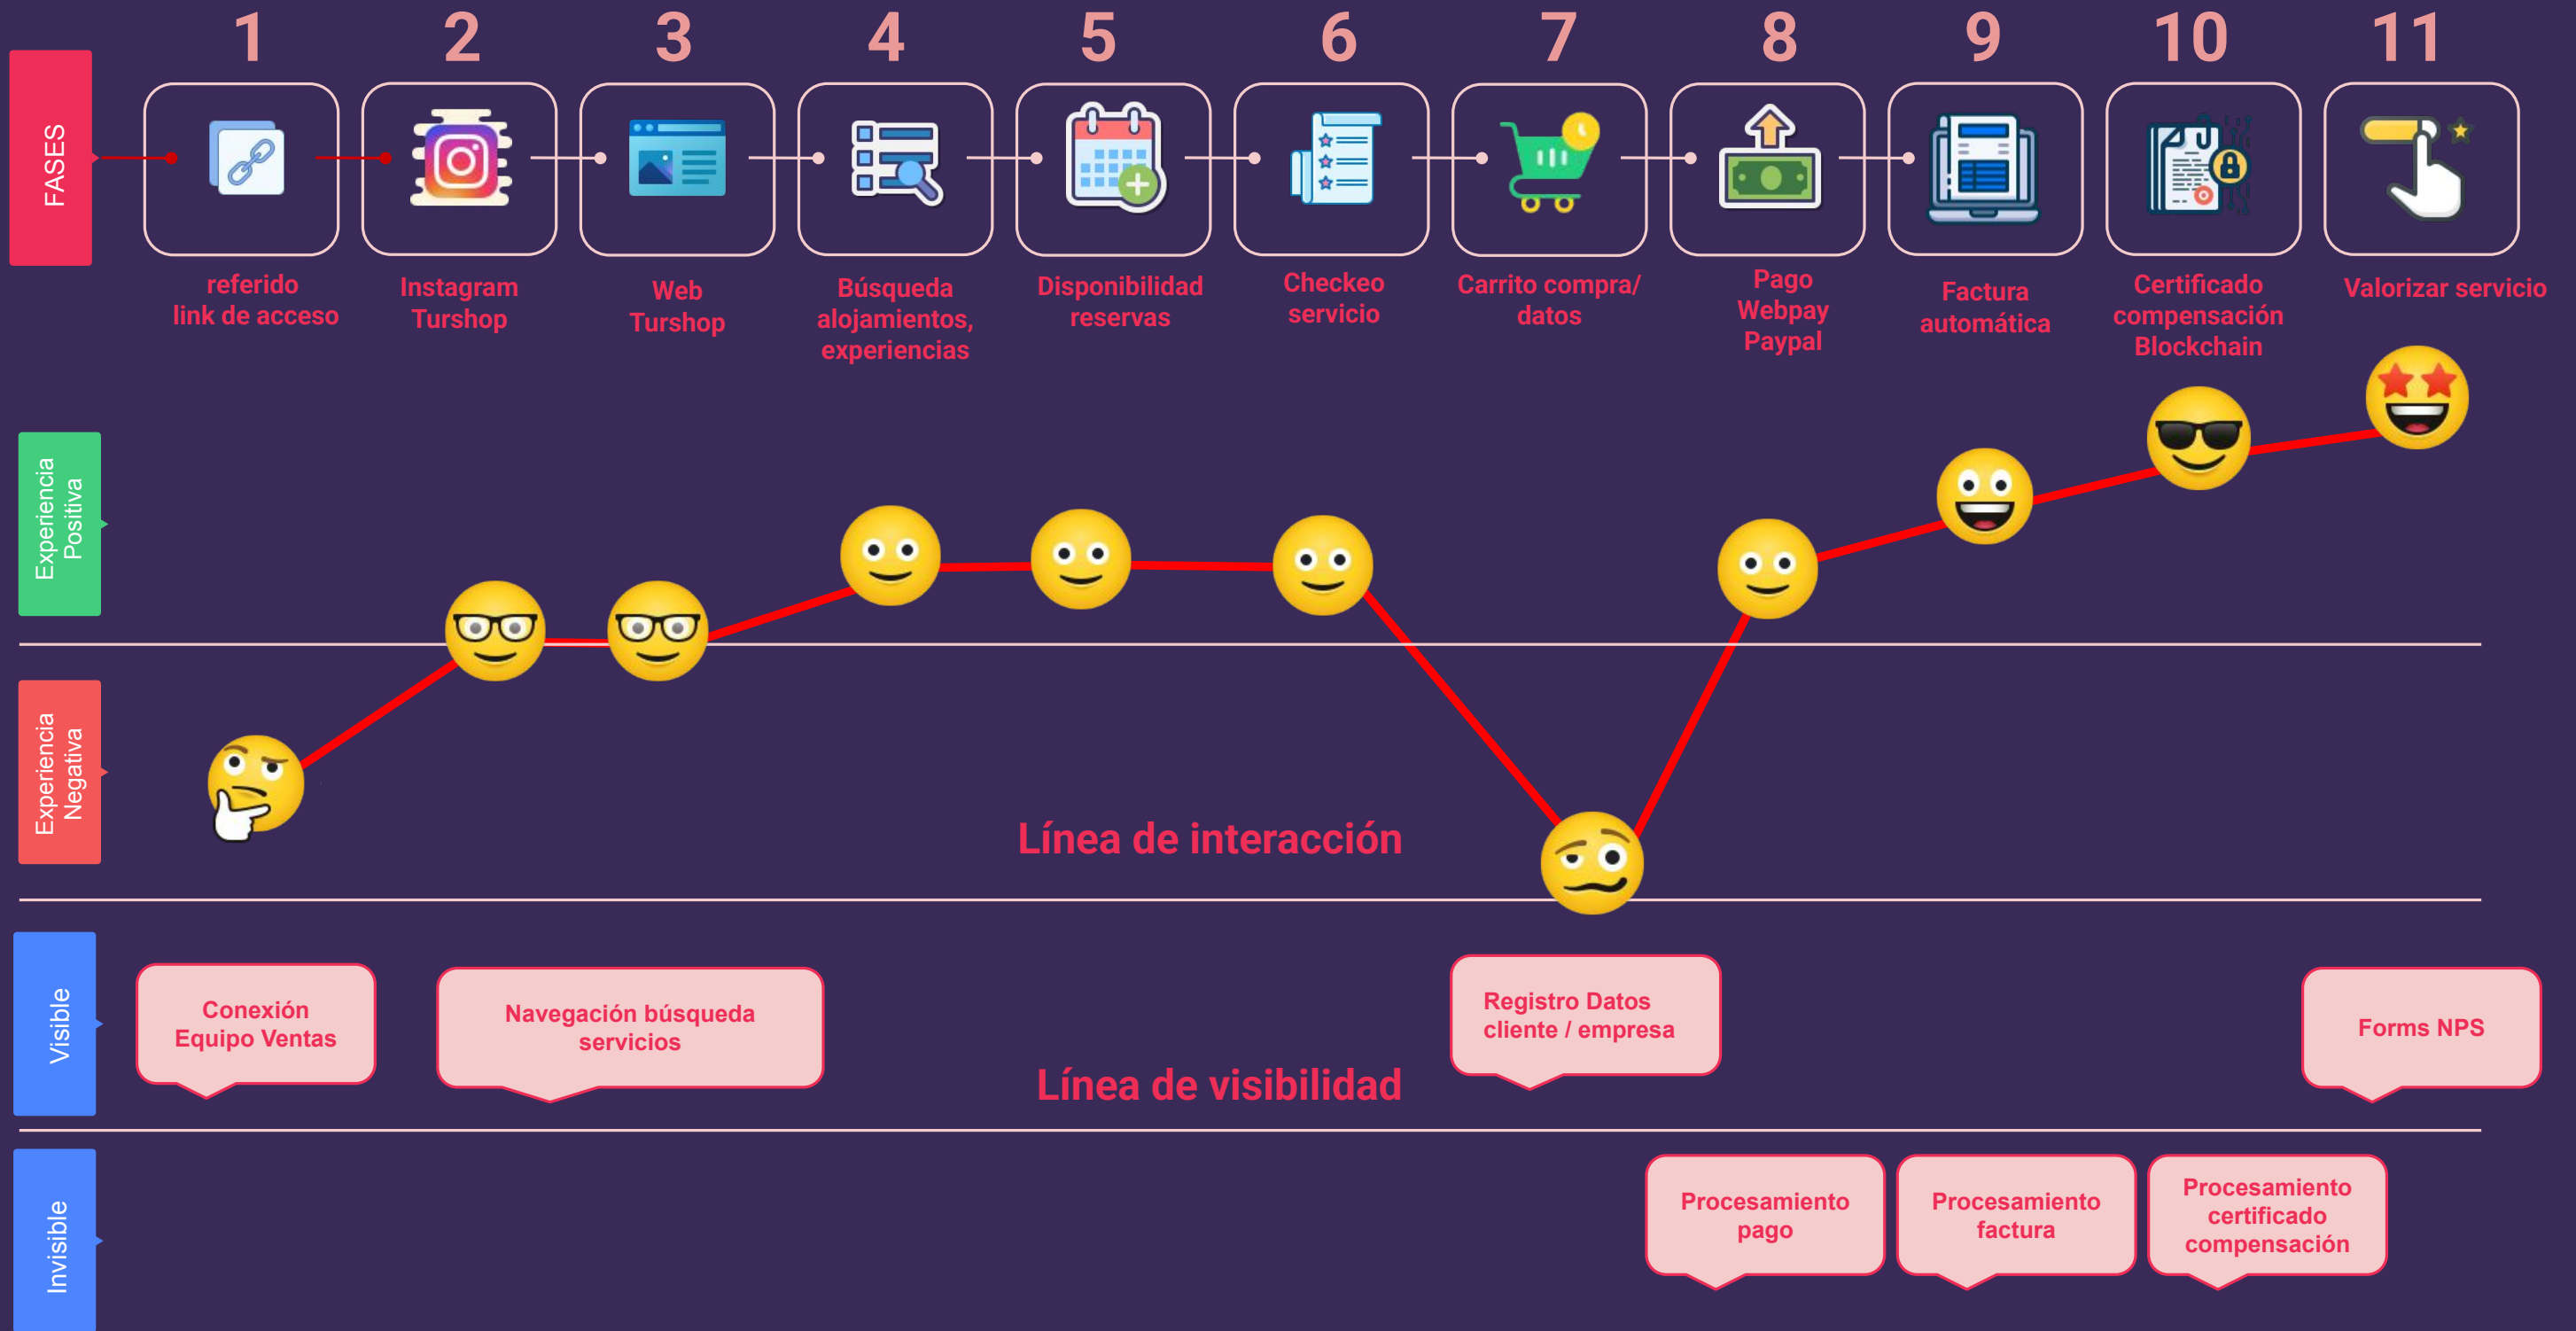 1
2
3
4
5
6
7
8
9
10
11
FASES
referido
link de acceso
Instagram
Turshop
Web
Turshop
Búsqueda
alojamientos,
experiencias
Disponibilidad
reservas
Checkeo
servicio
Carrito compra/
datos
Pago
Webpay
Paypal
Factura
automática
Certificado
compensación
Blockchain
Valorizar servicio
Experiencia
Positiva
Experiencia
Negativa
Línea de interacción
Visible
Conexión
Equipo Ventas
Navegación búsqueda
servicios
Registro Datos
cliente / empresa
Forms NPS
Línea de visibilidad
Invisible
Procesamiento
pago
Procesamiento
factura
Procesamiento
certificado
compensación